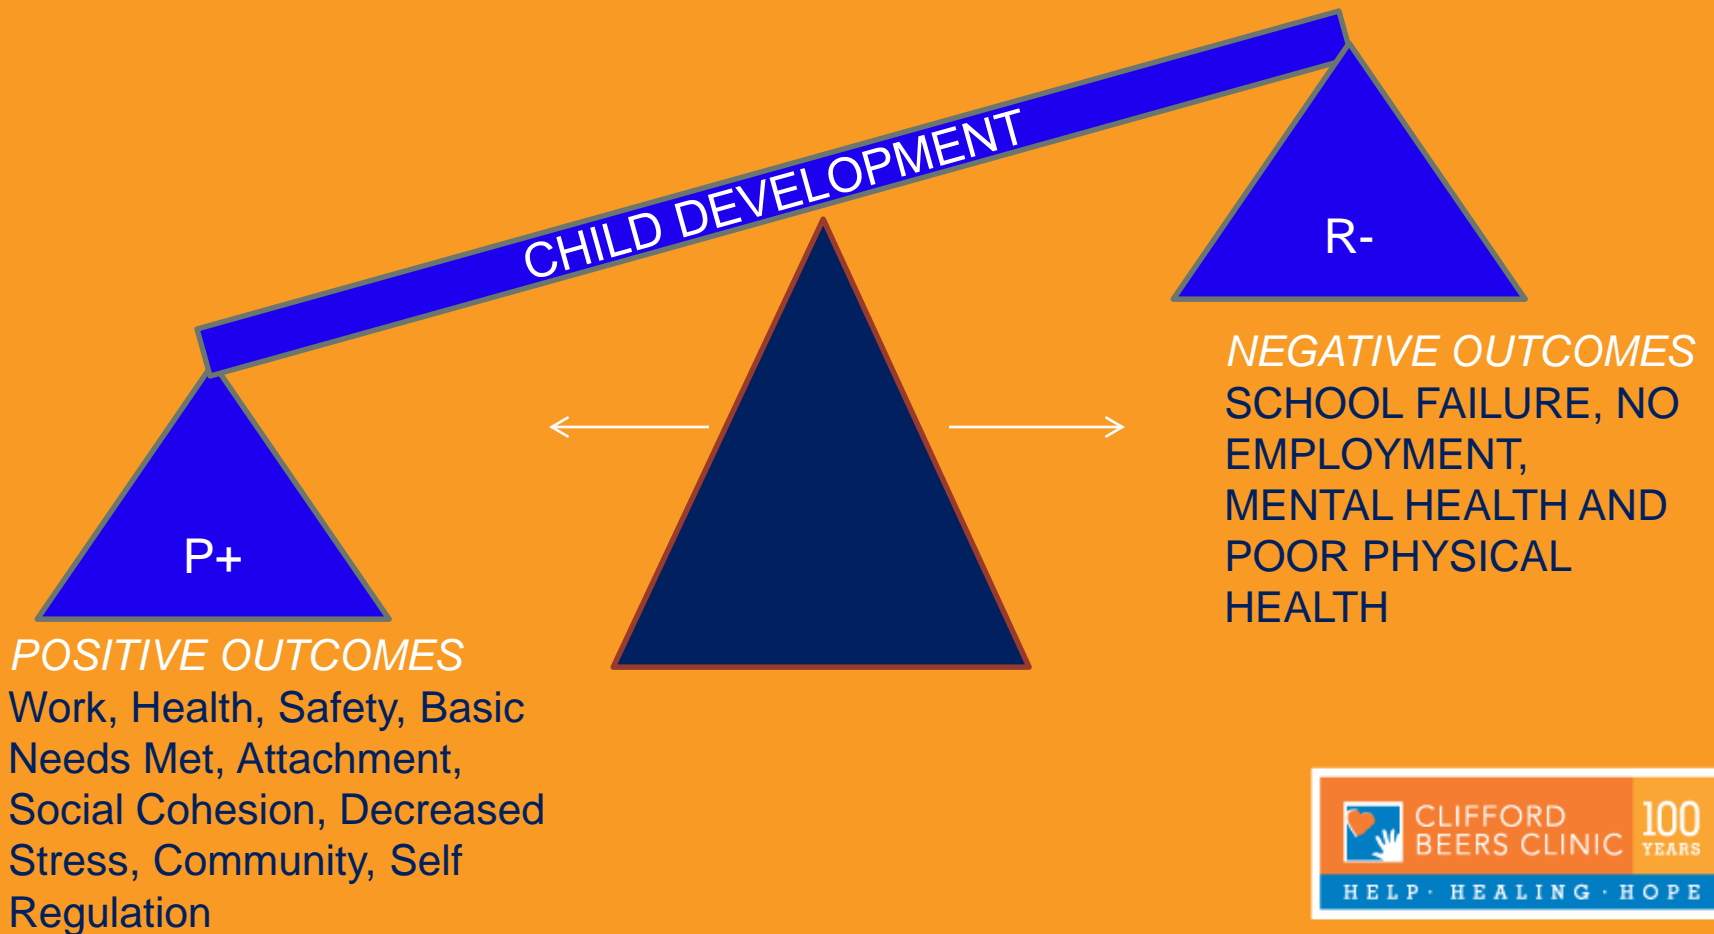 CHILD DEVELOPMENT
R-
NEGATIVE OUTCOMES
SCHOOL FAILURE, NO
EMPLOYMENT,
MENTAL HEALTH AND
POOR PHYSICAL
HEALTH
P+
POSITIVE OUTCOMES
Work, Health, Safety, Basic
Needs Met, Attachment,
Social Cohesion, Decreased
Stress, Community, Self
Regulation
CLIFFORD
BEERS CLINIC
100
YEARS
HELP · HEALING · HOPE